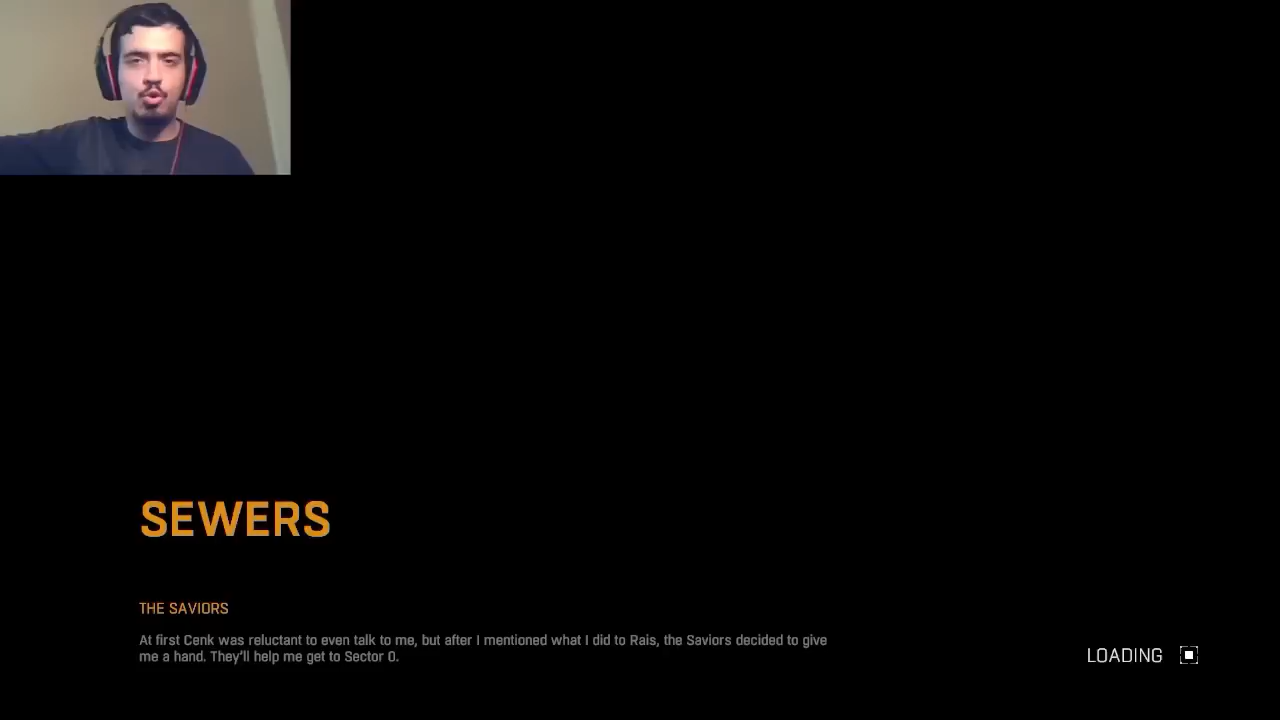 SEWERS
THE SAVIORS
At first Cenk was reluctant to even talk to me, but after I mentioned what I did to Rais, the Saviors decided to give
me a hand. They'll help me get to Sector 0.
LOADING